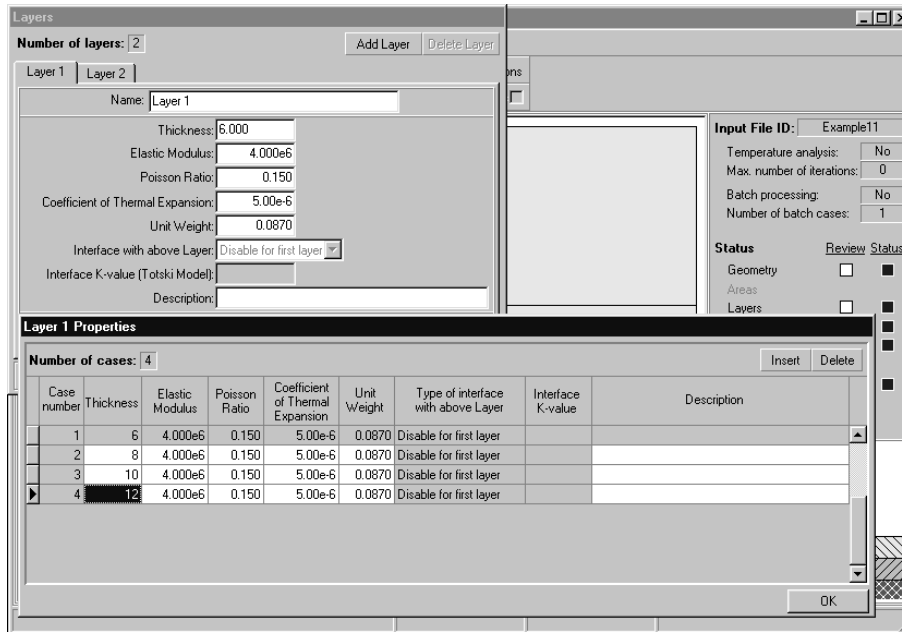 Layers
Number of layers: 2
Add Layer
Delete Layer
Layer 1
Layer 2
Name: Layer 1
Thickness: 6.000
Elastic Modulus: 4.000e6
Poisson Ratio: 0.150
Coefficient of Thermal Expansion: 5.00e-6
Unit Weight: 0.0870
Interface with above Layer: Disable for first layer
Interface K-value (Totski Model):
Description:
ons
Input File ID: Example11
Temperature analysis: No
Max. number of iterations: 0
Batch processing: No
Number of batch cases: 1
Status Review Status
Geometry
Areas
Layers
Layer 1 Properties
Number of cases: 4
Insert
Delete
Case number Thickness Elastic Modulus Poisson Ratio Coefficient of Thermal Expansion Unit Weight Type of interface with above Layer Interface K-value Description
1 6 4.000e6 0.150 5.00e-6 0.0870 Disable for first layer
2 8 4.000e6 0.150 5.00e-6 0.0870 Disable for first layer
3 10 4.000e6 0.150 5.00e-6 0.0870 Disable for first layer
4 12 4.000e6 0.150 5.00e-6 0.0870 Disable for first layer
OK